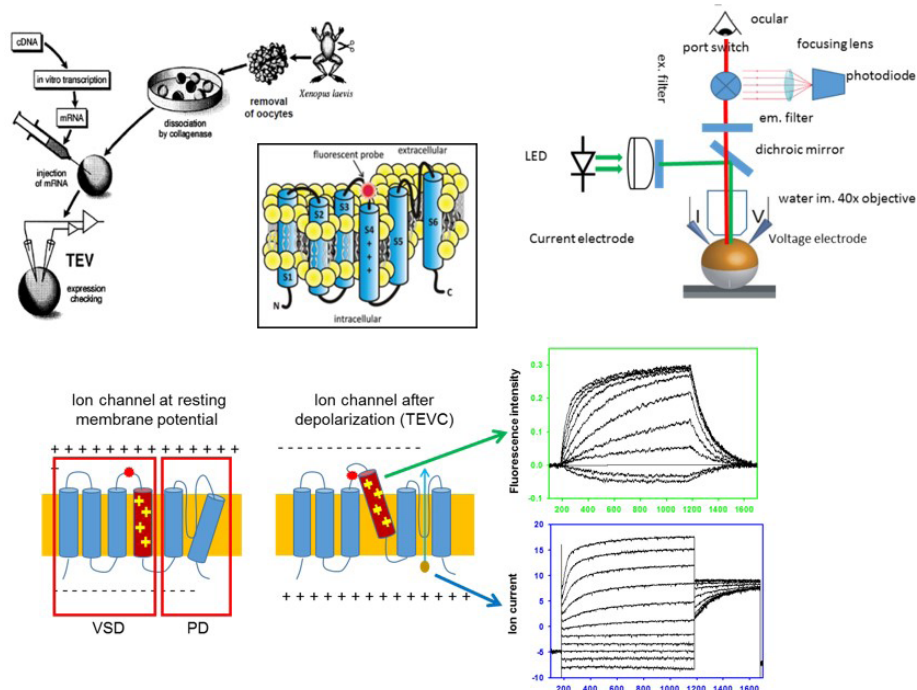 cDNA
in vitro transcription
mRNA
injection
of mRNA
TEV
expression
checking
dissociation
by collagenase
removal
of oocytes
Xenopus laevis
fluorescent probe
extracellular
S1
S2
S3
S4
+
+
+
S5
S6
N
C
intracellular
ocular
port switch
focusing lens
photodiode
ex. filter
em. filter
dichroic mirror
LED
water im. 40x objective
I
V
Current electrode
Voltage electrode
Ion channel at resting
membrane potential
+ + + + + + + + + + + + + + +
+
+
+
+
+
- - - - - - - - - - - - - - -
VSD
PD
Ion channel after
depolarization (TEVC)
- - - - - - - - - - - - - - -
+
+
+
+
+ + + + + + + + + + + + + +
Fluorescence intensity
0.3
0.2
0.1
0.0
-0.1
200 400 600 800 1000 1200 1400 1600
Ion current
20
15
10
5
0
-5
-10
200 400 600 800 1000 1200 1400 1600